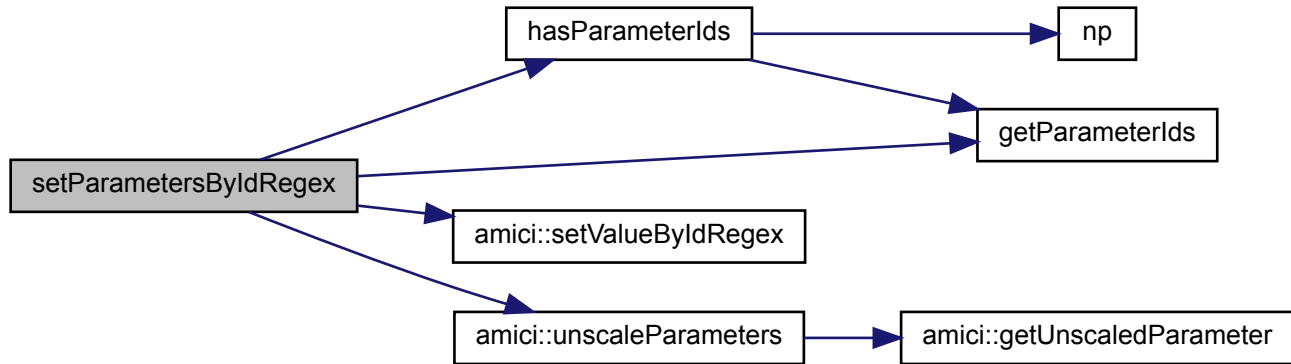 hasParameterIds
np
getParameterIds
setParametersByIdRegex
amici::setValueByIdRegex
amici::unscaleParameters
amici::getUnscaledParameter